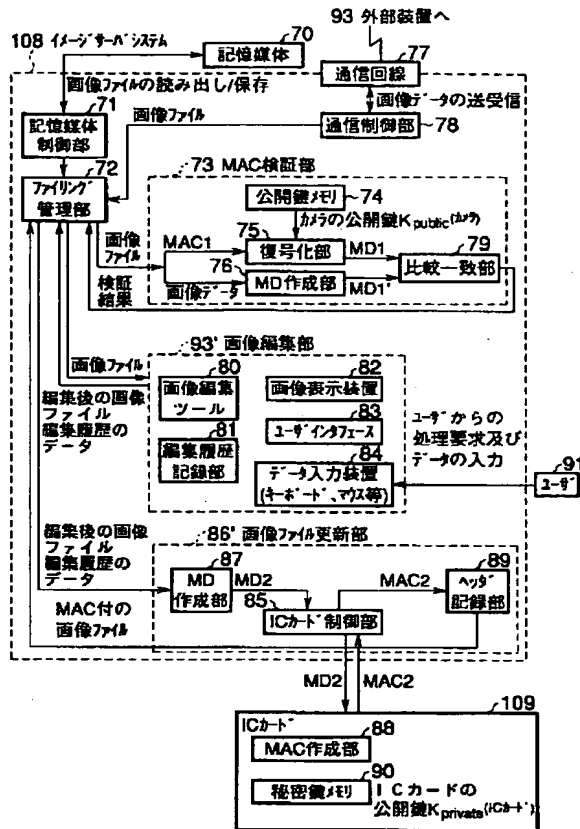 93 外部装置へ
108 イメージサーバシステム
70
記憶媒体
77
通信回線
画像ファイルの読み出し/保存
画像データの送受信
71
記憶媒体
制御部
画像ファイル
通信制御部
78
72
ファイリング
管理部
73 MAC検証部
公開鍵メモリ
74
カメラの公開鍵Kpublic(カメラ)
75
画像
ファイル
MAC1
復号化部
MD1
79
比較一致部
76
画像データ
MD作成部
MD1'
検証
結果
93' 画像編集部
画像ファイル
80
画像編集
ツール
82
画像表示装置
編集後の画像
ファイル
編集履歴の
データ
81
編集履歴
記録部
83
ユーザインタフェース
84
データ入力装置
(キーボード、マウス等)
ユーザからの
処理要求及び
データの入力
91
ユーザ
86' 画像ファイル更新部
編集後の画像
ファイル
編集履歴の
データ
87
MD
作成部
MD2
85
ICカード制御部
MAC2
89
ヘッダ
記録部
MAC付の
画像ファイル
MD2
MAC2
109
ICカード
88
MAC作成部
90
秘密鍵メモリ
ICカードの
公開鍵Kprivate(ICカード)